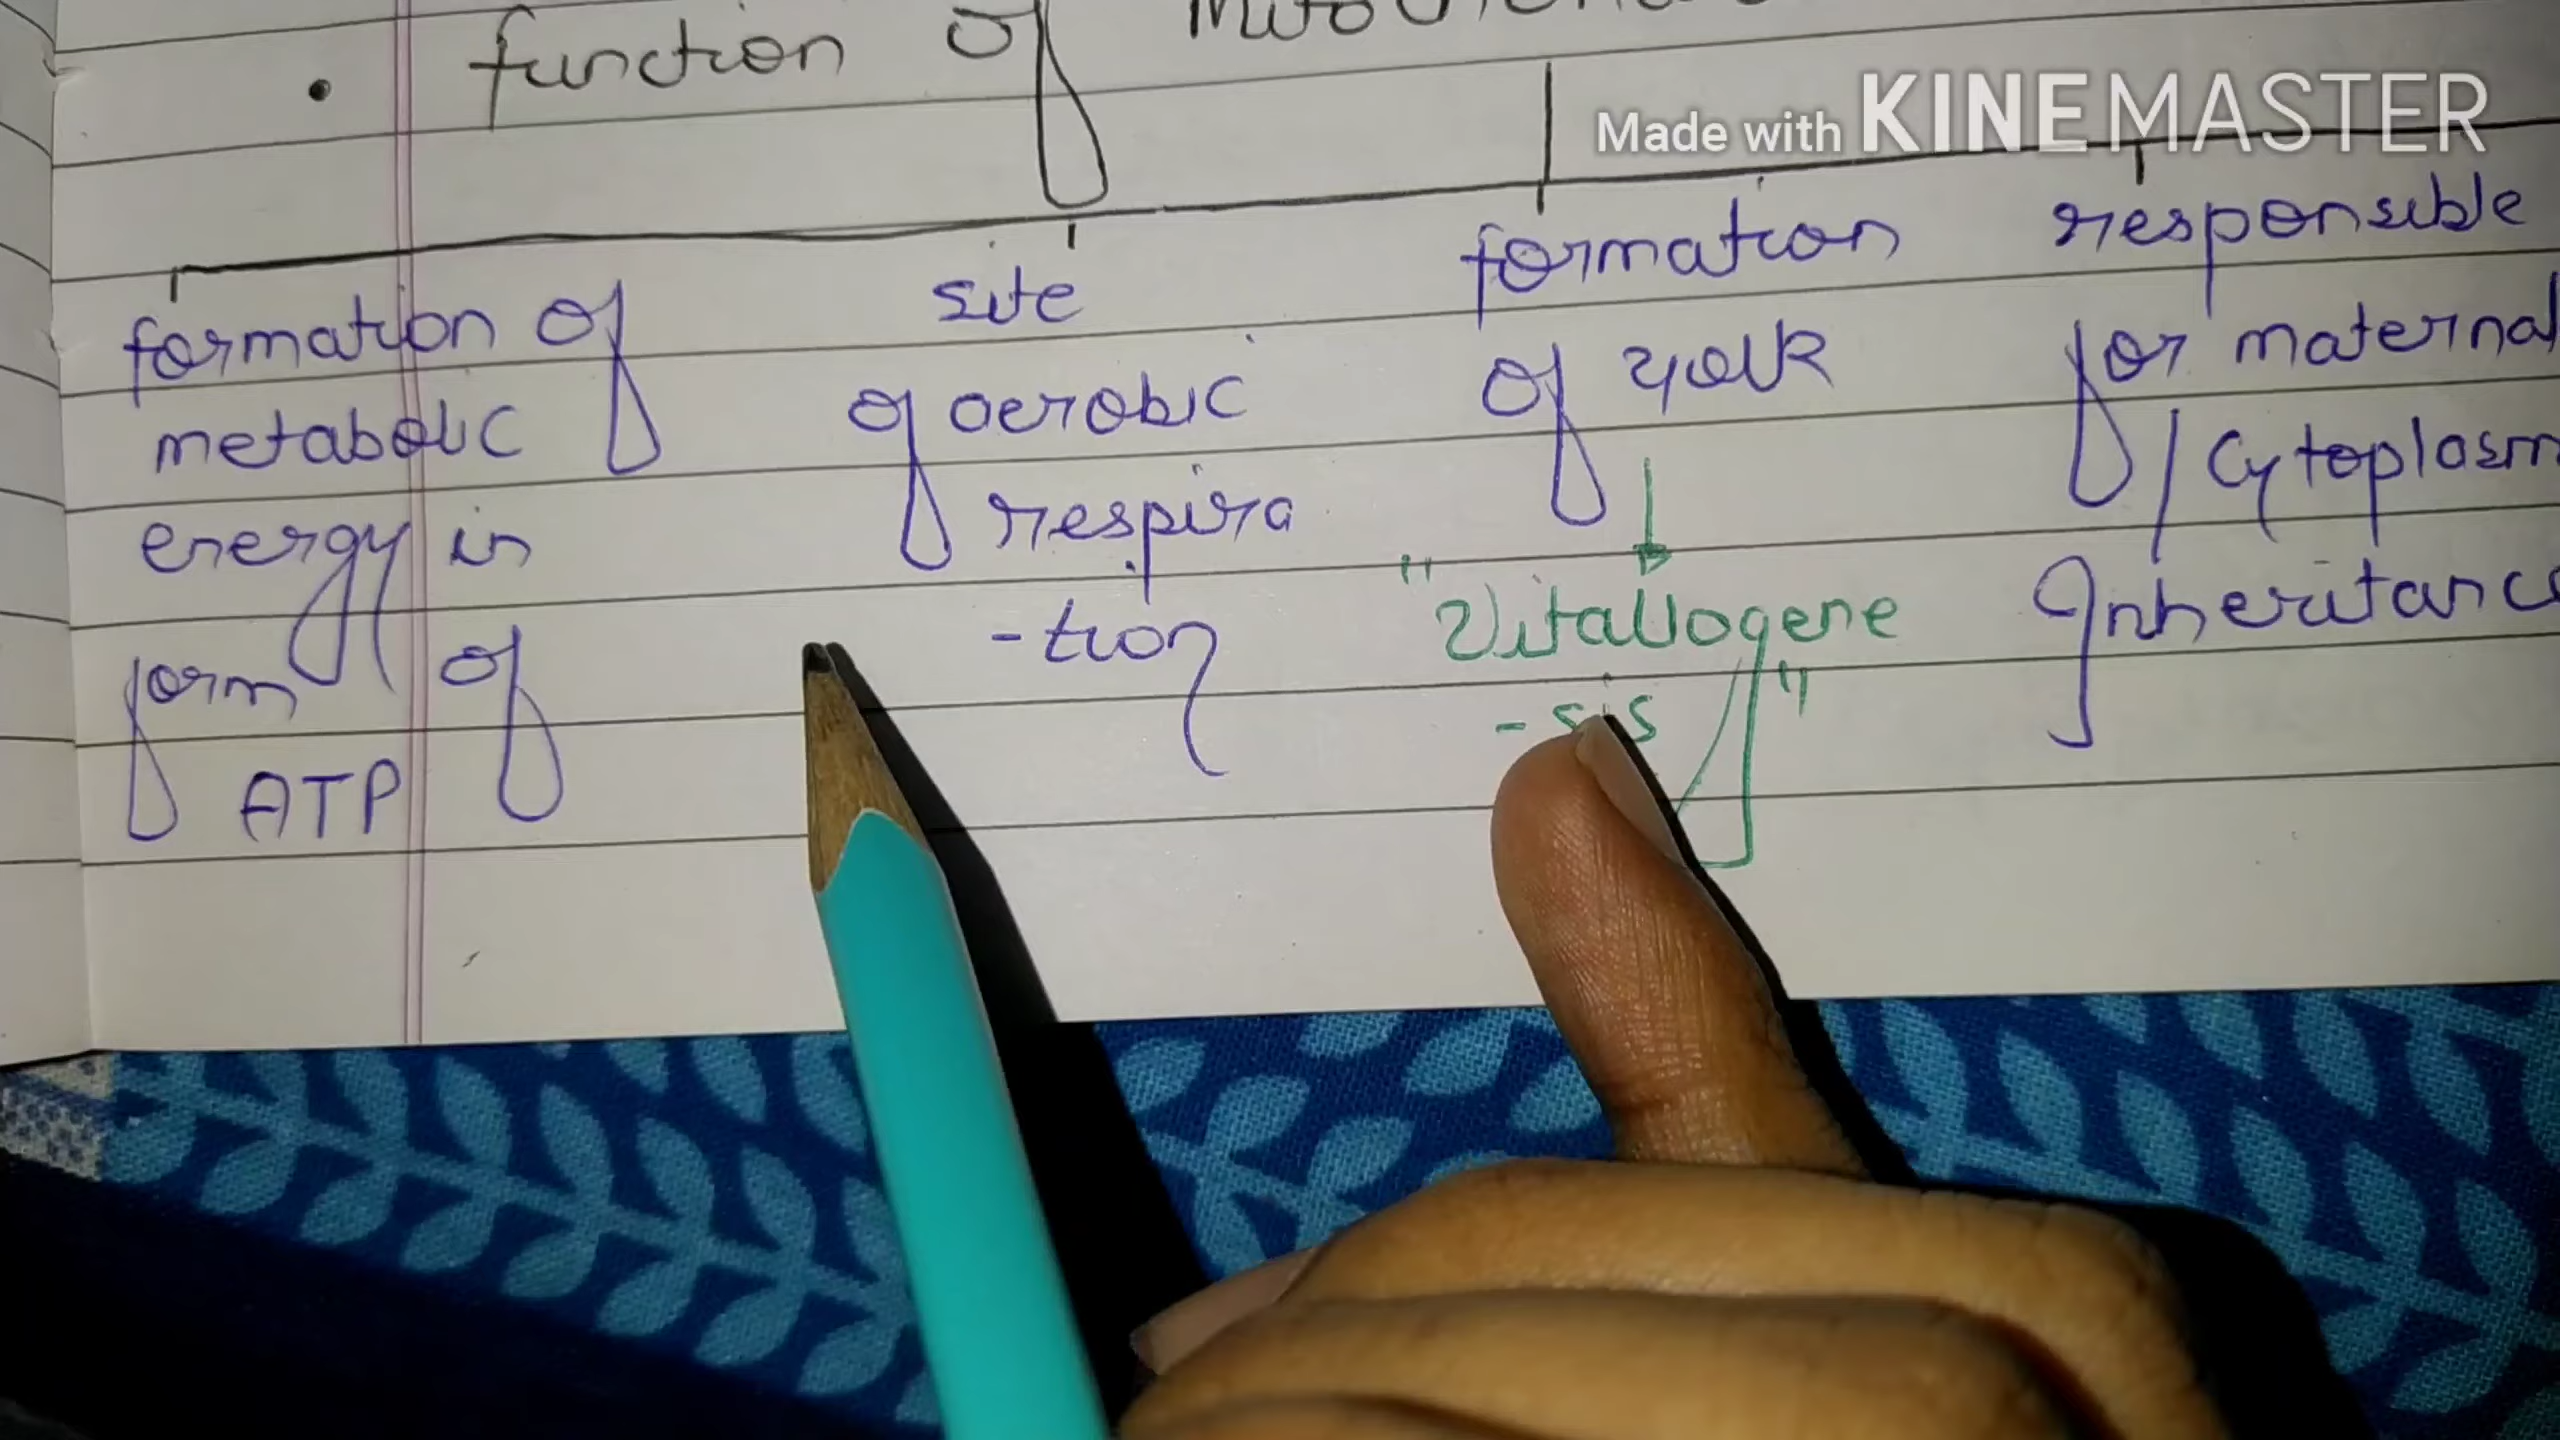 • function of
Made with KINEMASTER
formation of
metabolic
energy in
form of
ATP
site
of aerobic
respira
-tion
formation
of yolk
"Vitallogene
-sis"
responsible
for maternal
/ Cytoplasm
Inheritance